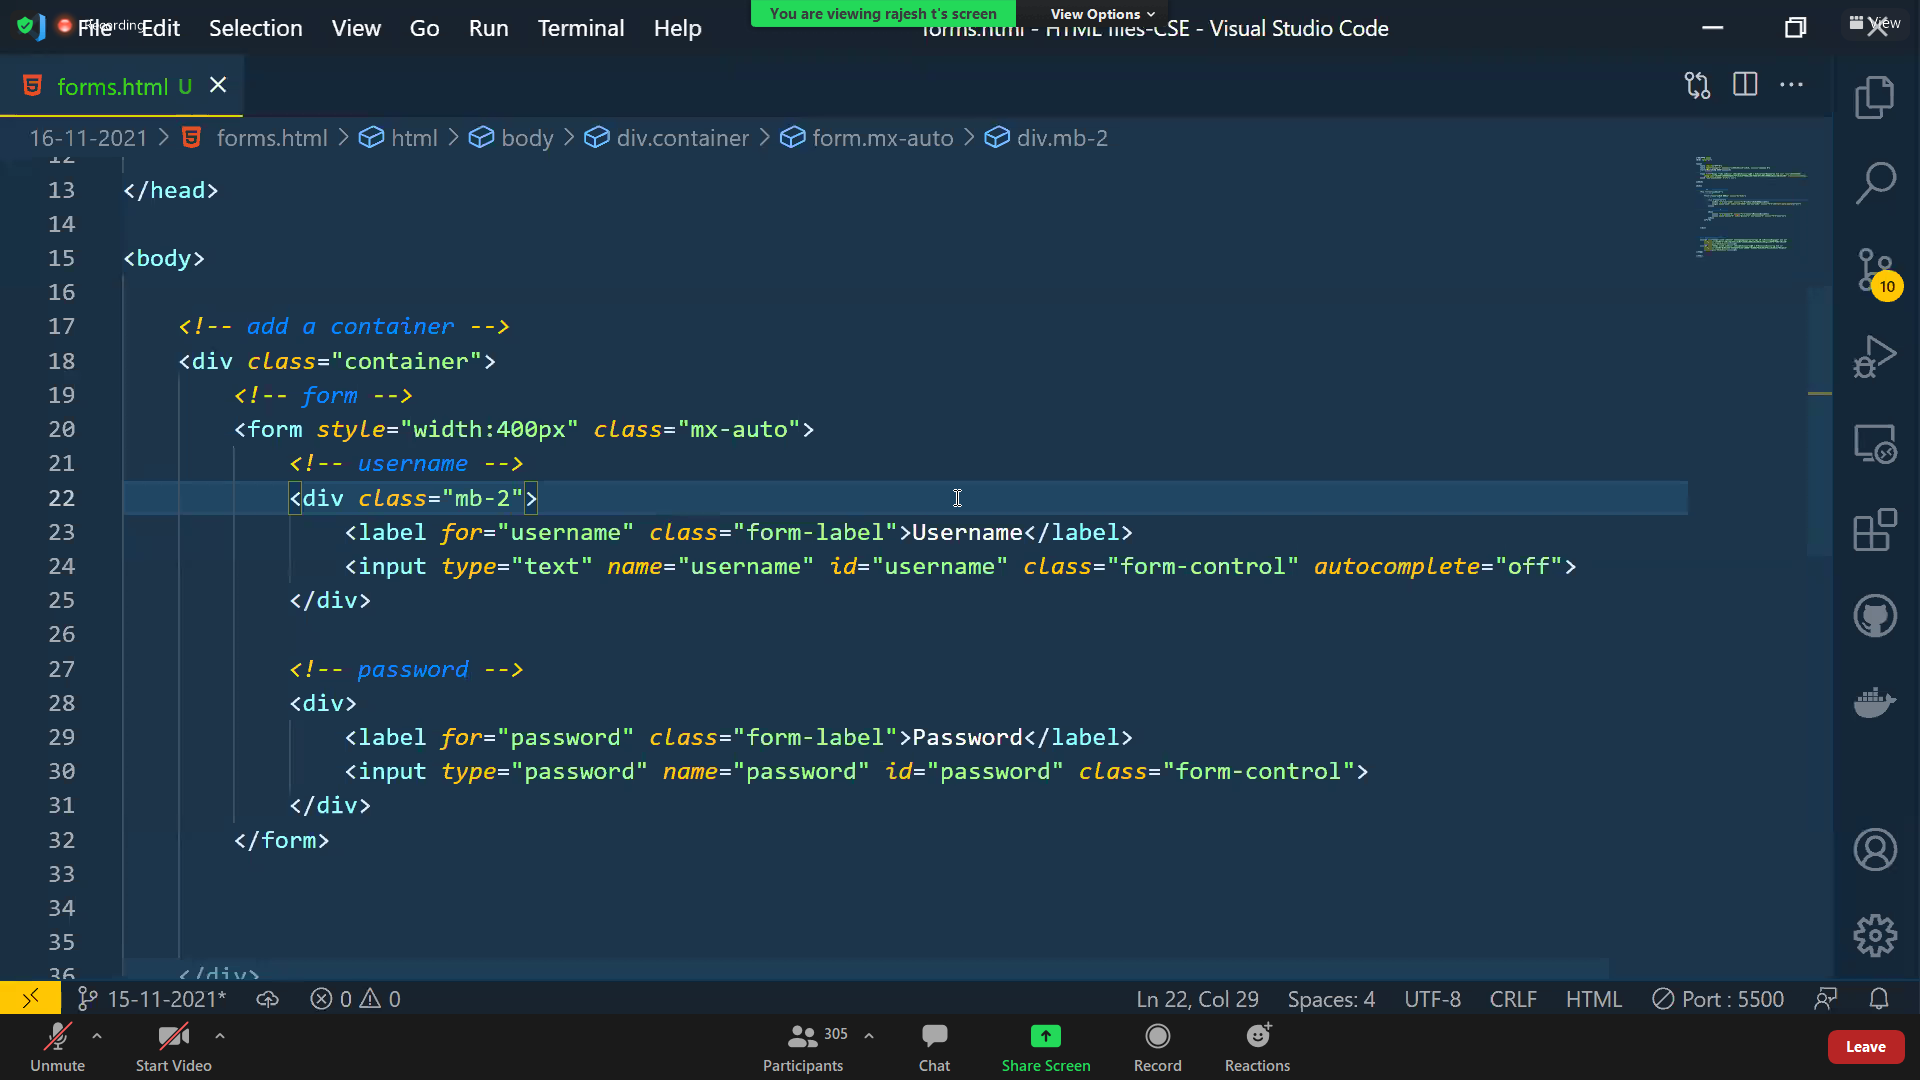 Recording
File Edit Selection View Go Run Terminal Help
You are viewing rajesh t's screen View Options
forms.html - HTML files-CSE - Visual Studio Code
View
forms.html U
16-11-2021 > forms.html > html > body > div.container > form.mx-auto > div.mb-2
12
13 </head>
14
15 <body>
16
17 <!-- add a container -->
18 <div class="container">
19 <!-- form -->
20 <form style="width:400px" class="mx-auto">
21 <!-- username -->
22 <div class="mb-2">
23 <label for="username" class="form-label">Username</label>
24 <input type="text" name="username" id="username" class="form-control" autocomplete="off">
25 </div>
26
27 <!-- password -->
28 <div>
29 <label for="password" class="form-label">Password</label>
30 <input type="password" name="password" id="password" class="form-control">
31 </div>
32 </form>
33
34
35
36 </div>
10
15-11-2021* 0 0 Ln 22, Col 29 Spaces: 4 UTF-8 CRLF HTML Port : 5500
Unmute Start Video Participants 305 Chat Share Screen Record Reactions Leave